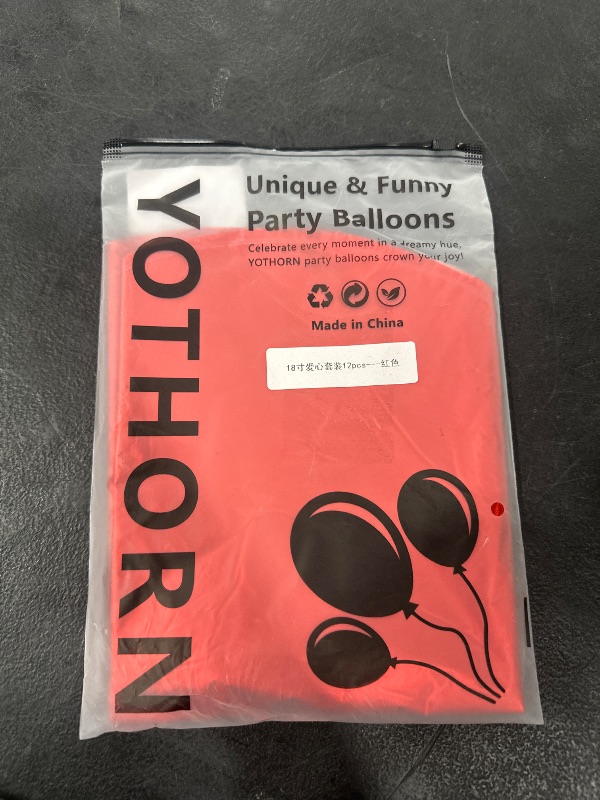 YOTHORN
Unique & Funny
Party Balloons
Celebrate every moment in a dreamy hue,
YOTHORN party balloons crown your joy!
Made in China
18寸爱心套装12pcs---红色